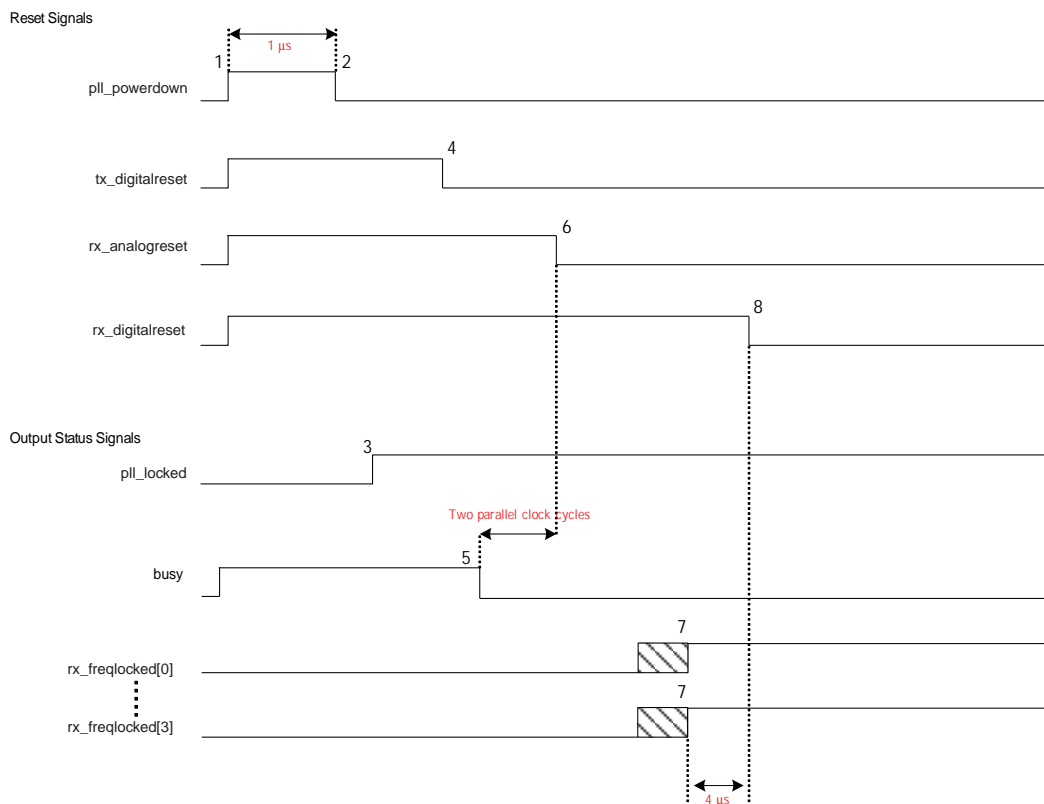 Reset Signals
1 μs
1
2
pll_powerdown
4
tx_digitalreset
6
rx_analogreset
8
rx_digitalreset
Output Status Signals
3
pll_locked
Two parallel clock cycles
5
busy
7
rx_freqlocked[0]
7
rx_freqlocked[3]
4 μs